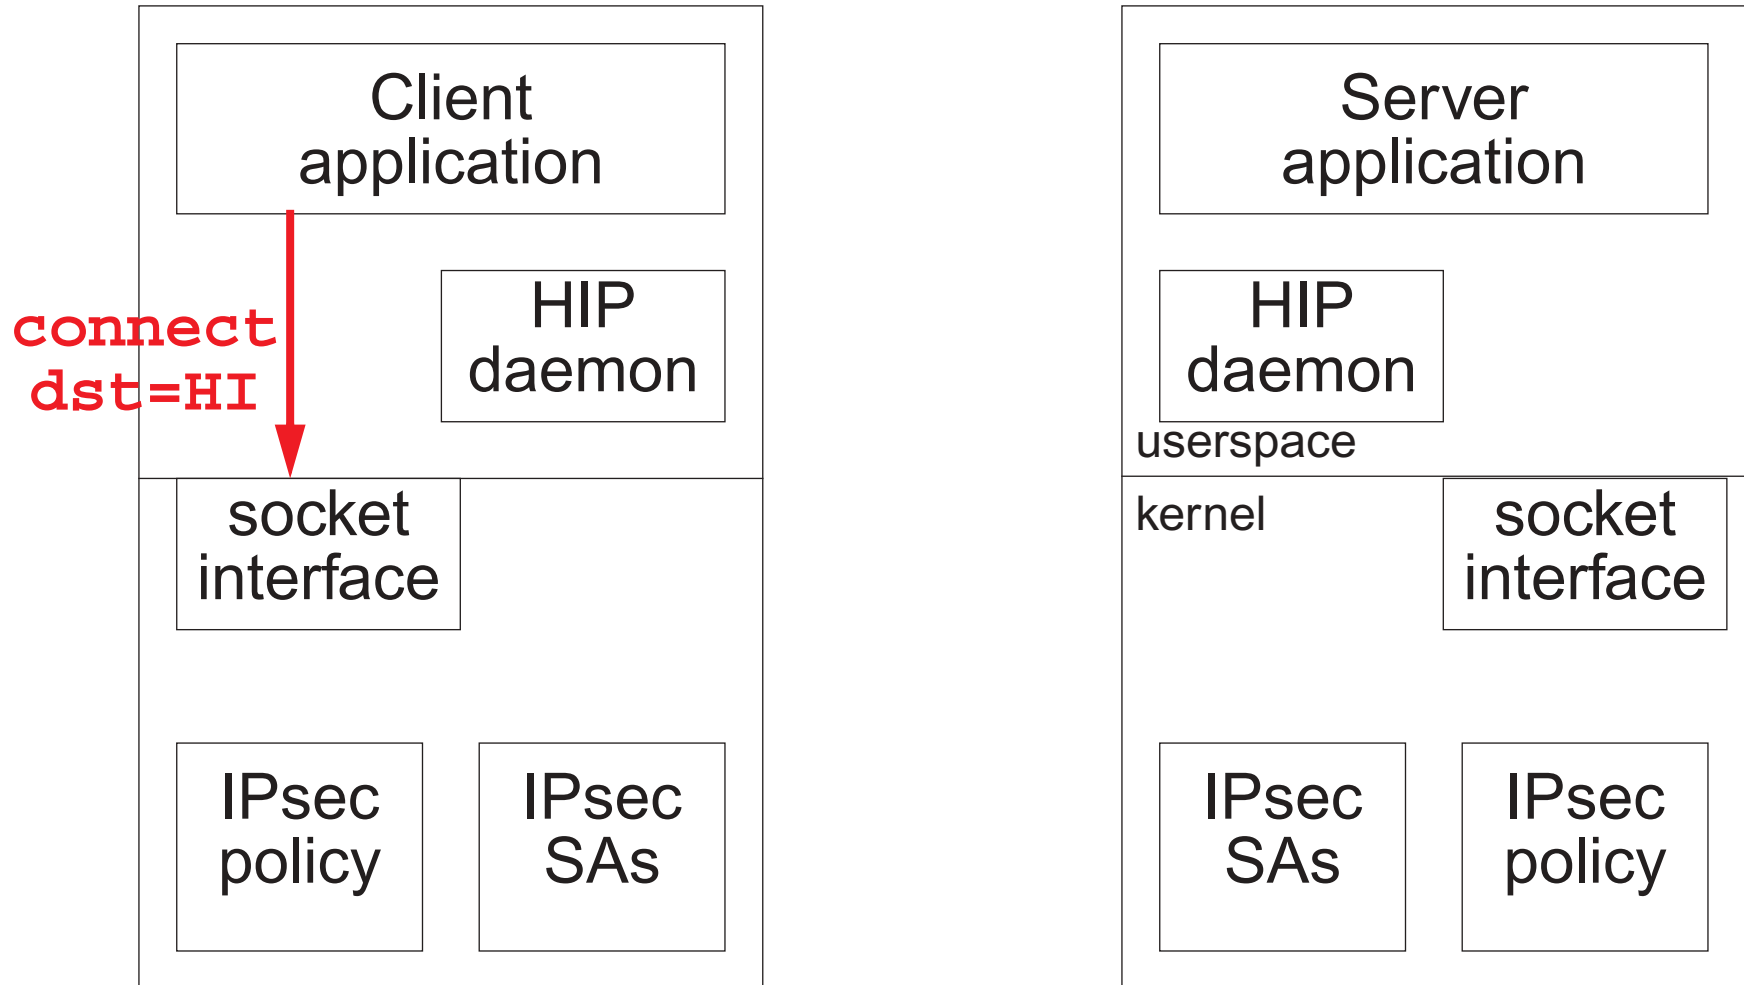 Client
application
HIP
daemon
connect
dst=HI
socket
interface
IPsec
policy
IPsec
SAs
Server
application
HIP
daemon
userspace
kernel
socket
interface
IPsec
SAs
IPsec
policy